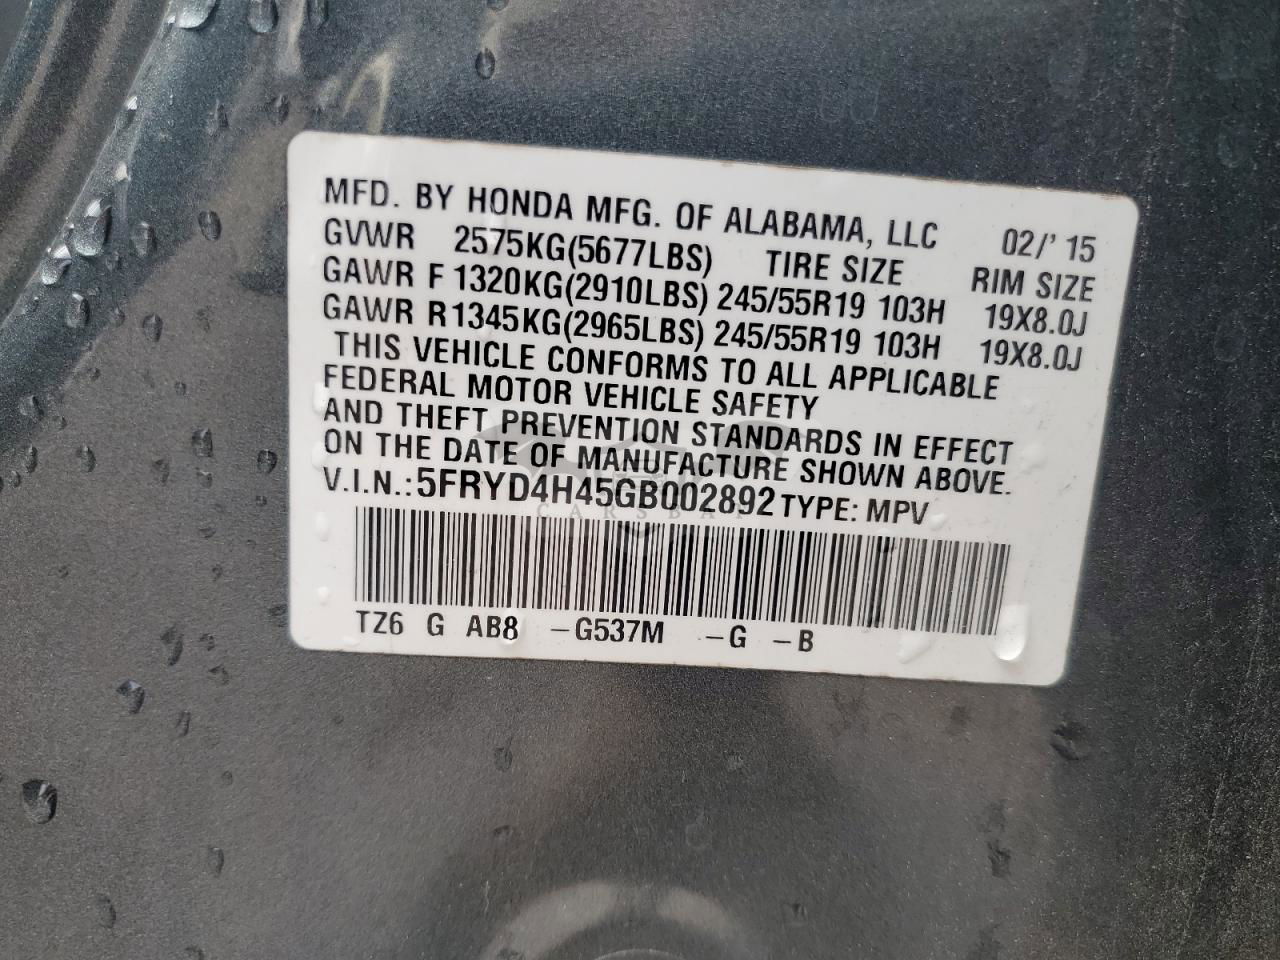 MFD. BY HONDA MFG. OF ALABAMA, LLC 02/' 15
GVWR 2575KG(5677LBS) TIRE SIZE RIM SIZE
GAWR F 1320KG(2910LBS) 245/55R19 103H 19X8.0J
GAWR R 1345KG(2965LBS) 245/55R19 103H 19X8.0J
THIS VEHICLE CONFORMS TO ALL APPLICABLE
FEDERAL MOTOR VEHICLE SAFETY
AND THEFT PREVENTION STANDARDS IN EFFECT
ON THE DATE OF MANUFACTURE SHOWN ABOVE.
V.I.N.: 5FRYD4H45GB002892 TYPE: MPV
TZ6 G AB8 –G537M –G –B